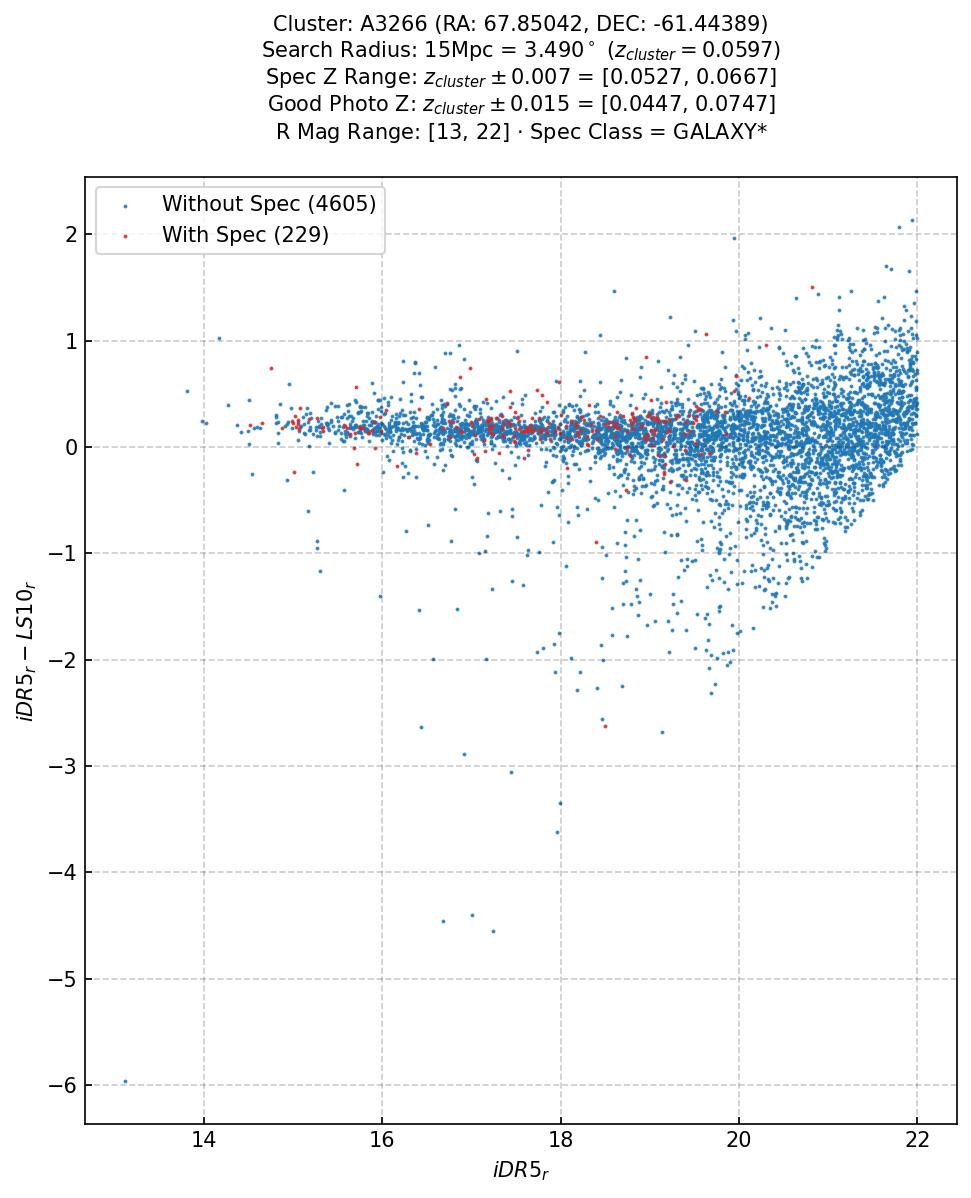 Cluster: A3266 (RA: 67.85042, DEC: -61.44389)
Search Radius: 15Mpc = 3.490° (z_cluster = 0.0597)
Spec Z Range: z_cluster ± 0.007 = [0.0527, 0.0667]
Good Photo Z: z_cluster ± 0.015 = [0.0447, 0.0747]
R Mag Range: [13, 22] · Spec Class = GALAXY*
Without Spec (4605)
With Spec (229)
2
1
0
−1
−2
−3
−4
−5
−6
iDR5_r − LS10_r
14 16 18 20 22
iDR5_r